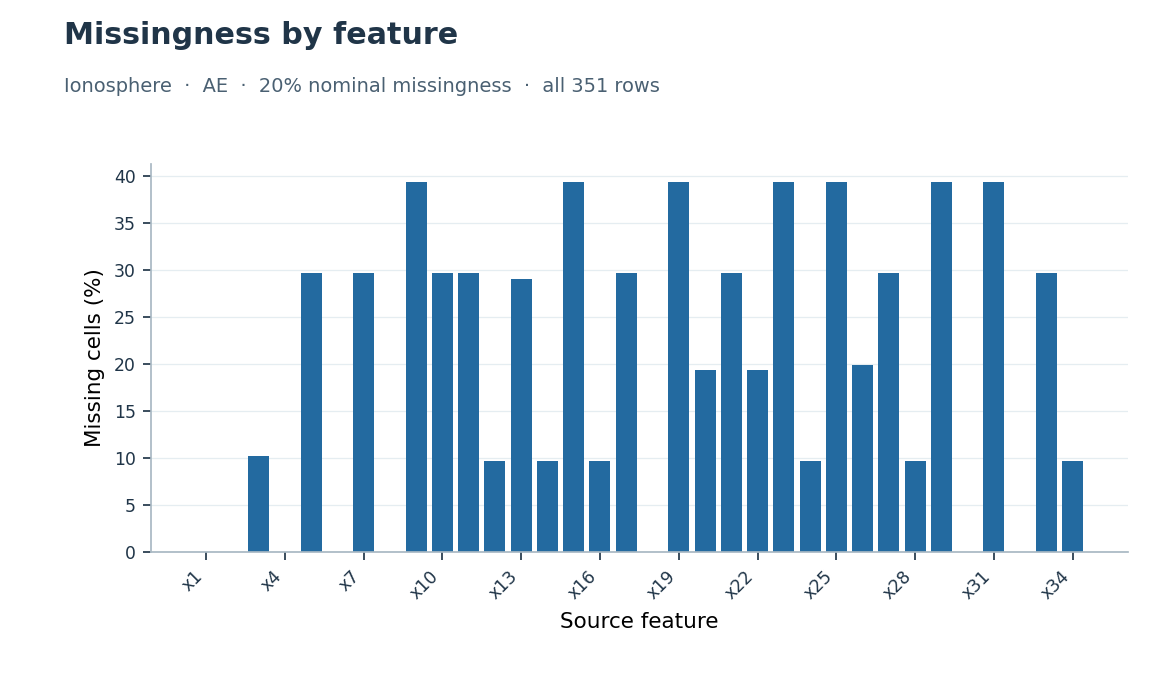 Missingness by feature
Ionosphere · AE · 20% nominal missingness · all 351 rows
Missing cells (%)
40
35
30
25
20
15
10
5
0
x1 x4 x7 x10 x13 x16 x19 x22 x25 x28 x31 x34
Source feature